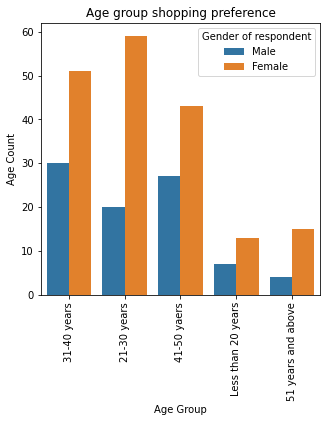 Age group shopping preference
Gender of respondent
Male
Female
Age Count
60
50
40
30
20
10
0
31-40 years
21-30 years
41-50 yaers
Less than 20 years
51 years and above
Age Group